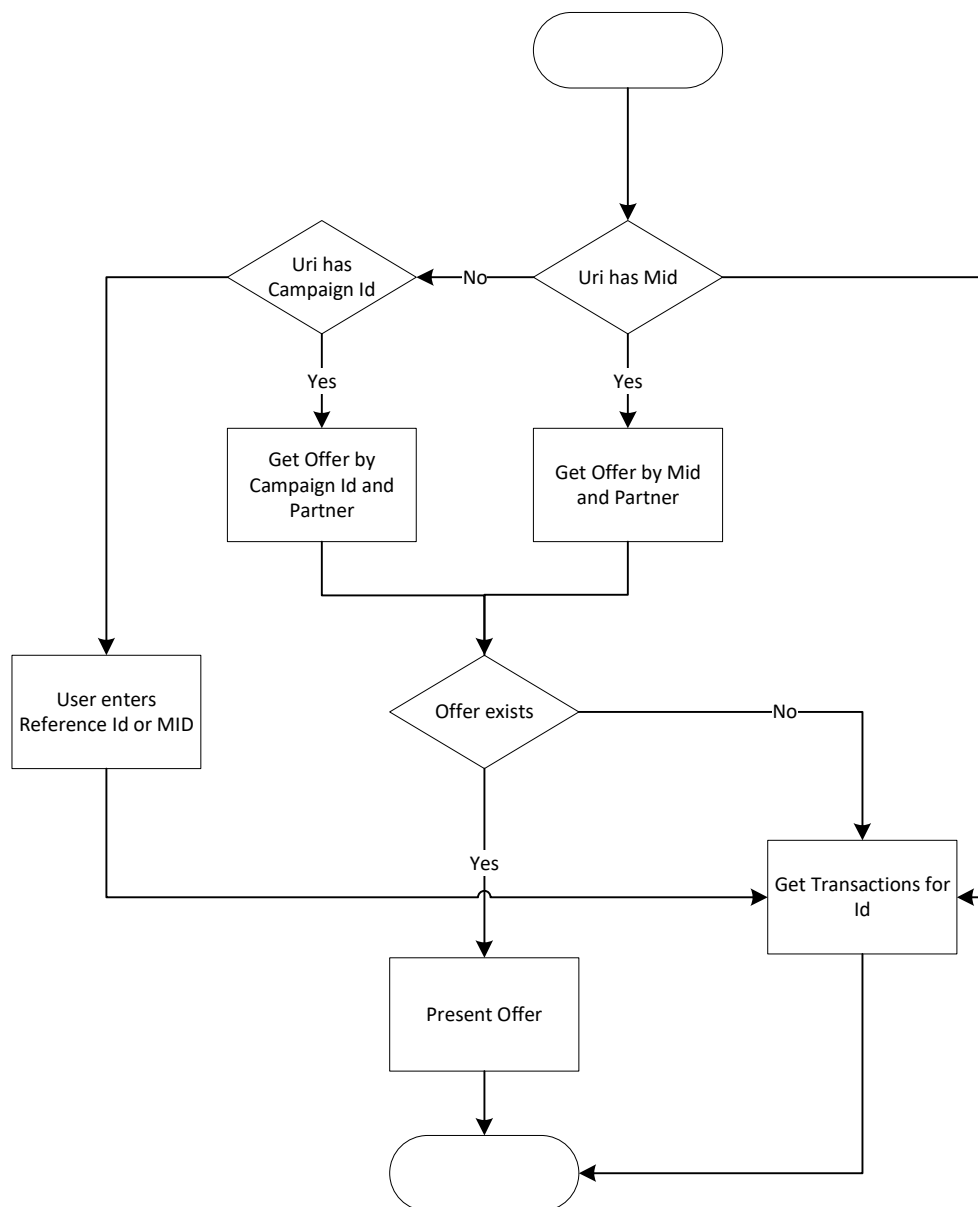 Uri has
Campaign Id
No
Uri has Mid
Yes
Yes
Get Offer by
Campaign Id and
Partner
Get Offer by Mid
and Partner
User enters
Reference Id or MID
Offer exists
No
Yes
Get Transactions for
Id
Present Offer